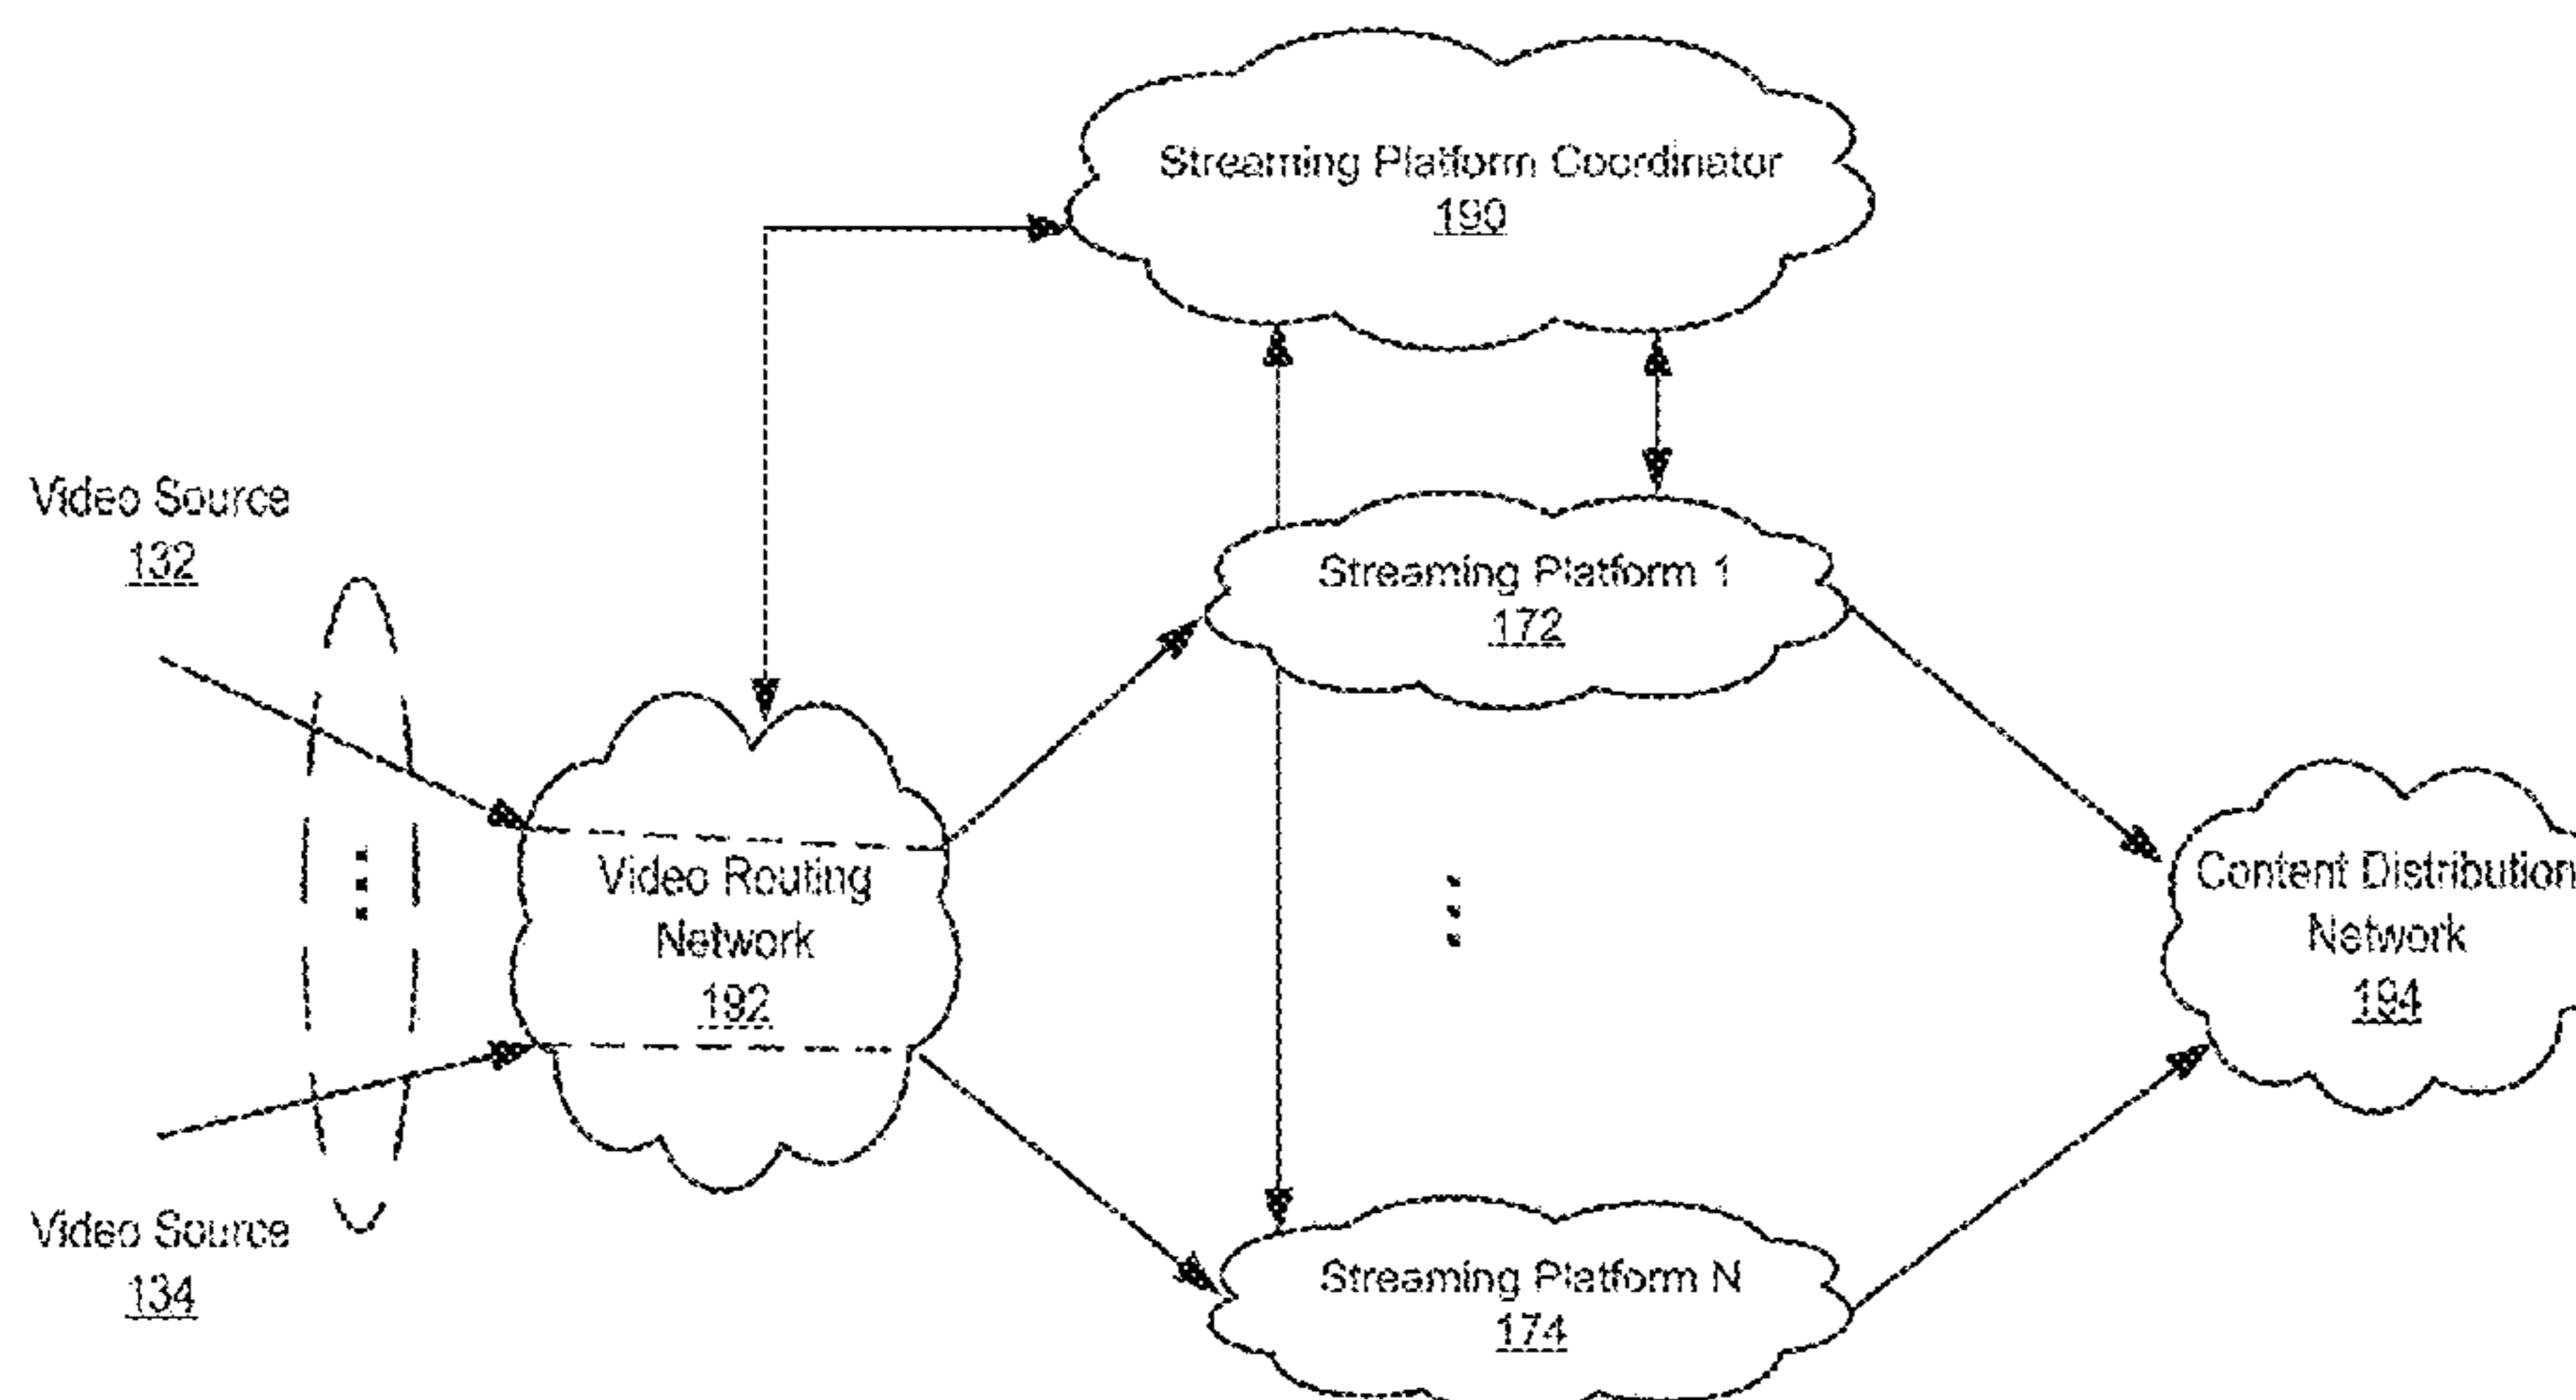 Streaming Platform Coordinator
190
Video Source
132
Streaming Platform 1
172
Video Routing
Network
192
Content Distribution
Network
194
Video Source
134
Streaming Platform N
174